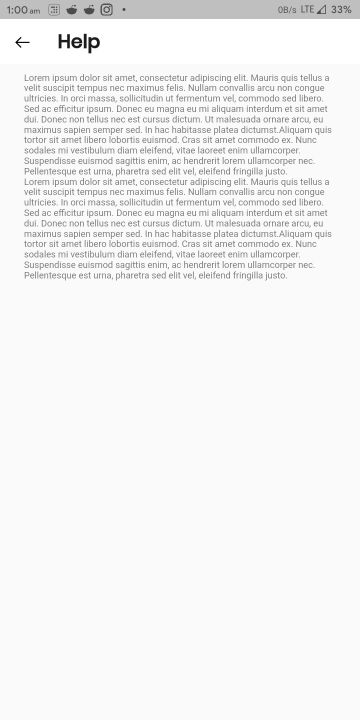 1:00 am
0B/s LTE 33%
Help
Lorem ipsum dolor sit amet, consectetur adipiscing elit. Mauris quis tellus a
velit suscipit tempus nec maximus felis. Nullam convallis arcu non congue
ultricies. In orci massa, sollicitudin ut fermentum vel, commodo sed libero.
Sed ac efficitur ipsum. Donec eu magna eu mi aliquam interdum et sit amet
dui. Donec non tellus nec est cursus dictum. Ut malesuada ornare arcu, eu
maximus sapien semper sed. In hac habitasse platea dictumst.Aliquam quis
tortor sit amet libero lobortis euismod. Cras sit amet commodo ex. Nunc
sodales mi vestibulum diam eleifend, vitae laoreet enim ullamcorper.
Suspendisse euismod sagittis enim, ac hendrerit lorem ullamcorper nec.
Pellentesque est urna, pharetra sed elit vel, eleifend fringilla justo.
Lorem ipsum dolor sit amet, consectetur adipiscing elit. Mauris quis tellus a
velit suscipit tempus nec maximus felis. Nullam convallis arcu non congue
ultricies. In orci massa, sollicitudin ut fermentum vel, commodo sed libero.
Sed ac efficitur ipsum. Donec eu magna eu mi aliquam interdum et sit amet
dui. Donec non tellus nec est cursus dictum. Ut malesuada ornare arcu, eu
maximus sapien semper sed. In hac habitasse platea dictumst.Aliquam quis
tortor sit amet libero lobortis euismod. Cras sit amet commodo ex. Nunc
sodales mi vestibulum diam eleifend, vitae laoreet enim ullamcorper.
Suspendisse euismod sagittis enim, ac hendrerit lorem ullamcorper nec.
Pellentesque est urna, pharetra sed elit vel, eleifend fringilla justo.